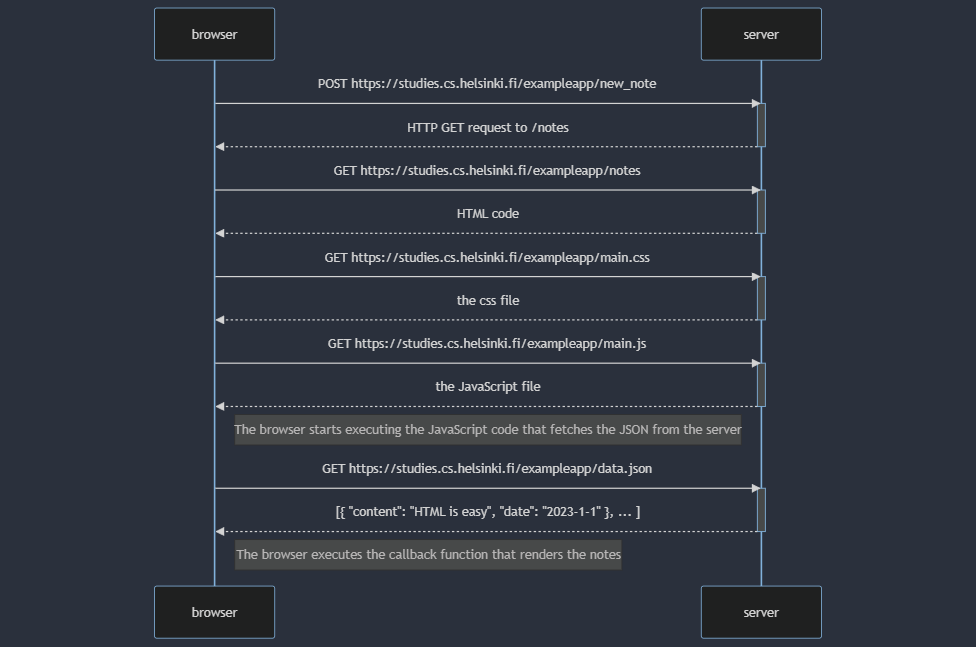 browser
server
POST https://studies.cs.helsinki.fi/exampleapp/new_note
HTTP GET request to /notes
GET https://studies.cs.helsinki.fi/exampleapp/notes
HTML code
GET https://studies.cs.helsinki.fi/exampleapp/main.css
the css file
GET https://studies.cs.helsinki.fi/exampleapp/main.js
the JavaScript file
The browser starts executing the JavaScript code that fetches the JSON from the server
GET https://studies.cs.helsinki.fi/exampleapp/data.json
[{ "content": "HTML is easy", "date": "2023-1-1" }, ... ]
The browser executes the callback function that renders the notes
browser
server